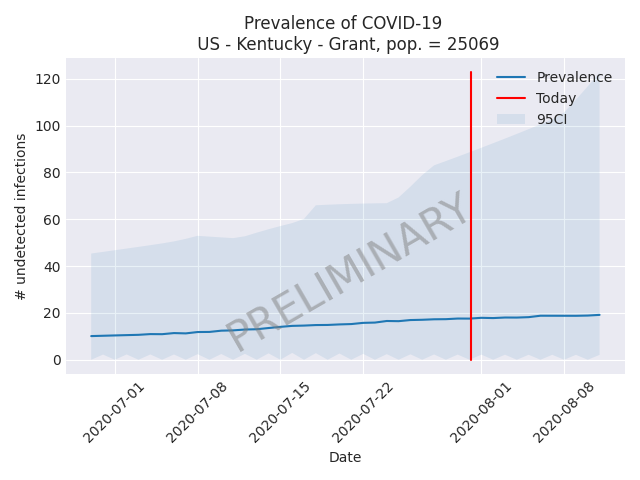 Prevalence of COVID-19
US - Kentucky - Grant, pop. = 25069
# undetected infections
120
100
80
60
40
20
0
Prevalence
Today
95CI
PRELIMINARY
2020-07-01
2020-07-08
2020-07-15
2020-07-22
2020-08-01
2020-08-08
Date